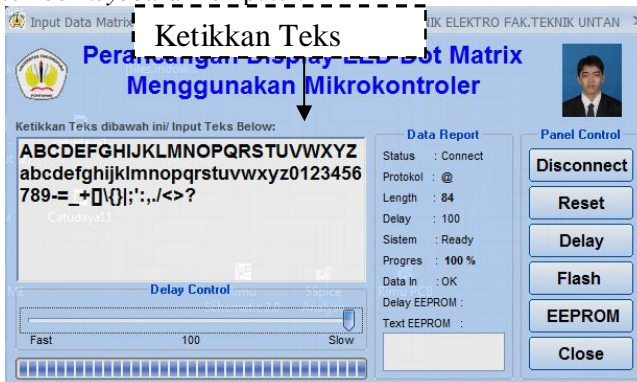 Input Data Matrix
IK ELEKTRO FAK.TEKNIK UNTAN
Ketikkan Teks
Perancangan Display LED Dot Matrix
Menggunakan Mikrokontroler
Ketikkan Teks dibawah ini/ Input Teks Below:
ABCDEFGHIJKLMNOPQRSTUVWXYZ
abcdefghijklmnopqrstuvwxyz0123456
789-=_+[]\{}|;':,./<>?
Catudaya11
Delay Control
Fast 100 Slow
Data Report
Status : Connect
Protokol : @
Length : 84
Delay : 100
Sistem : Ready
Progres : 100 %
Data In : OK
Delay EEPROM :
Text EEPROM :
Panel Control
Disconnect
Reset
Delay
Flash
EEPROM
Close